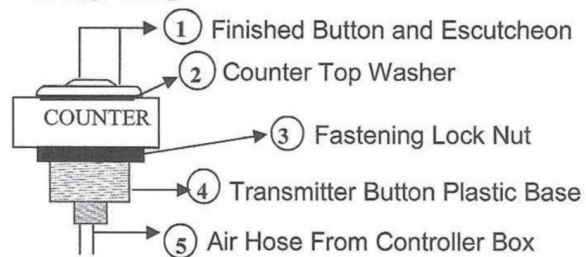 1 Finished Button and Escutcheon
2 Counter Top Washer
COUNTER
3 Fastening Lock Nut
4 Transmitter Button Plastic Base
5 Air Hose From Controller Box